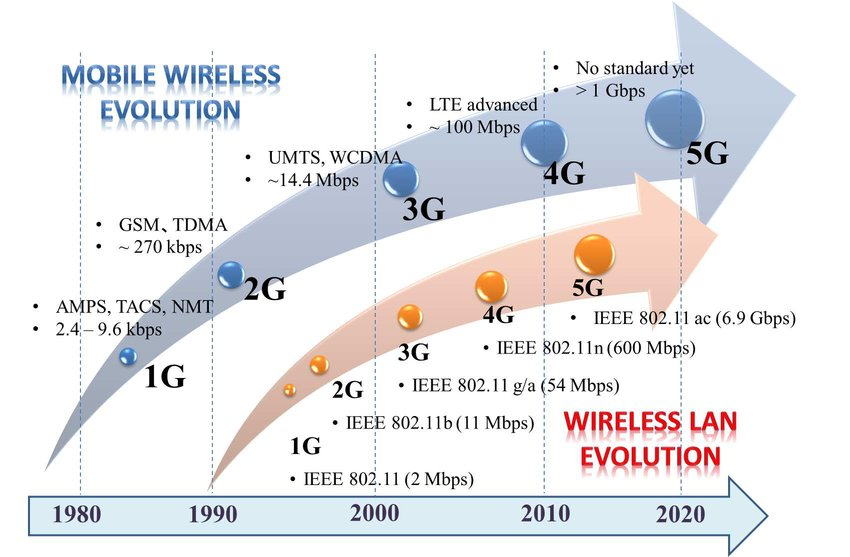 MOBILE WIRELESS
EVOLUTION
• No standard yet
• > 1 Gbps
5G
• LTE advanced
• ~ 100 Mbps
4G
• UMTS, WCDMA
• ~14.4 Mbps
3G
• GSM、TDMA
• ~ 270 kbps
2G
• AMPS, TACS, NMT
• 2.4 – 9.6 kbps
1G
5G
• IEEE 802.11 ac (6.9 Gbps)
4G
• IEEE 802.11n (600 Mbps)
3G
• IEEE 802.11 g/a (54 Mbps)
2G
• IEEE 802.11b (11 Mbps)
1G
• IEEE 802.11 (2 Mbps)
WIRELESS LAN
EVOLUTION
1980 1990 2000 2010 2020